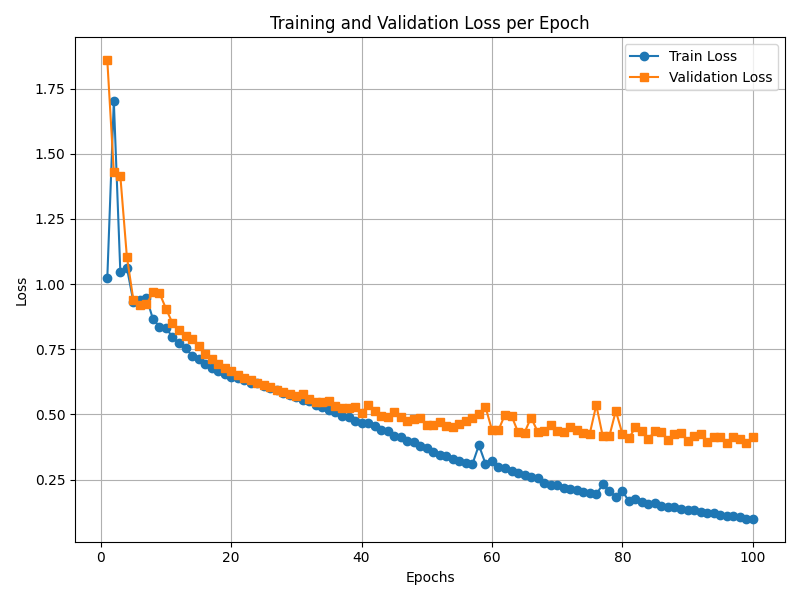 Training and Validation Loss per Epoch
Train Loss
Validation Loss
1.75
1.50
1.25
1.00
0.75
0.50
0.25
Loss
0 20 40 60 80 100
Epochs